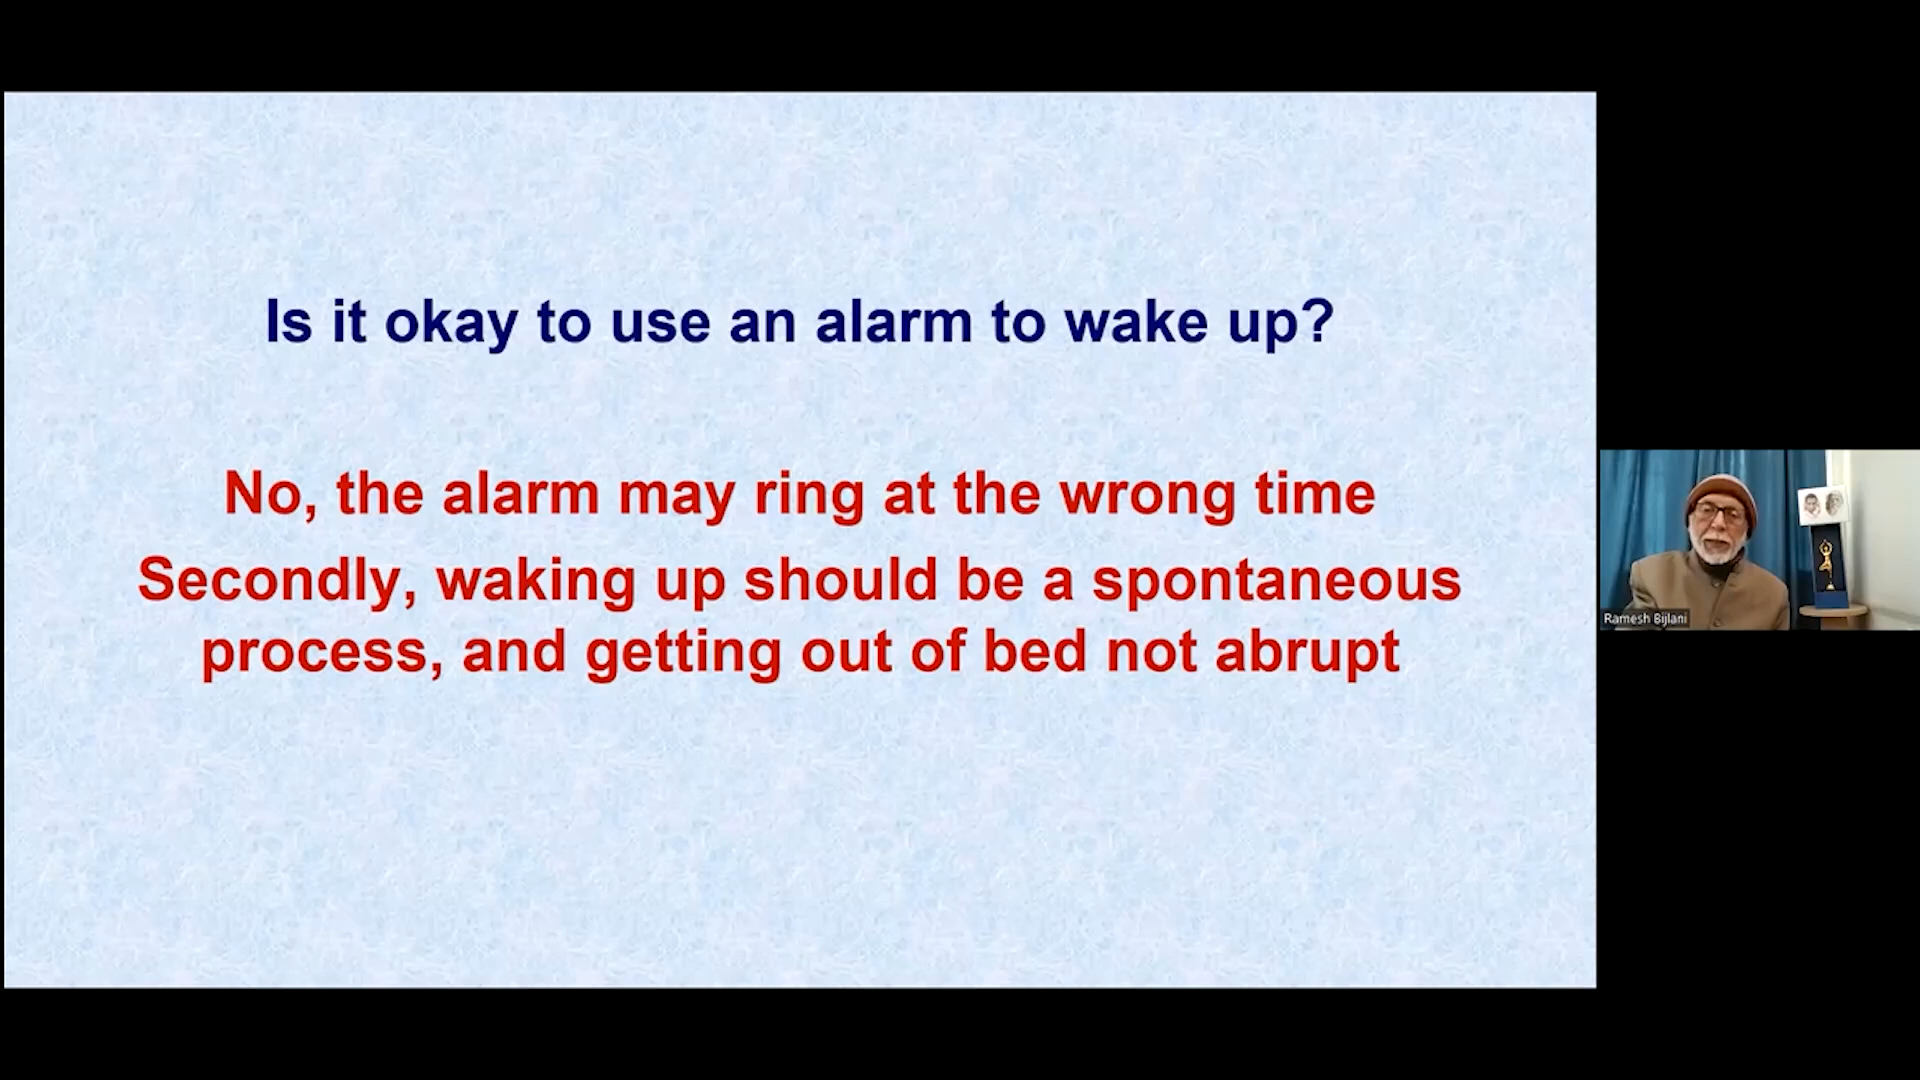 Is it okay to use an alarm to wake up?
No, the alarm may ring at the wrong time
Secondly, waking up should be a spontaneous
process, and getting out of bed not abrupt
Ramesh Bijlani